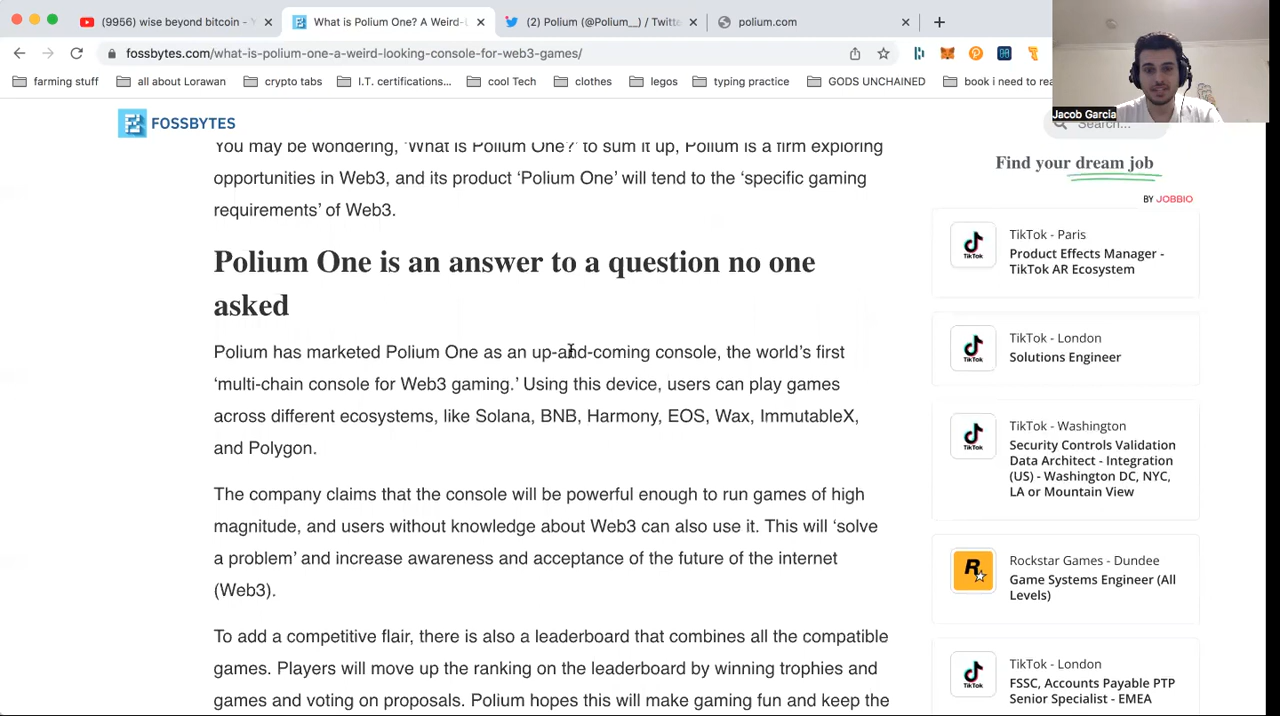 (9956) wise beyond bitcoin - Y
What is Polium One? A Weird-L
(2) Polium (@Polium__) / Twitte
polium.com
fossbytes.com/what-is-polium-one-a-weird-looking-console-for-web3-games/
farming stuff
all about Lorawan
crypto tabs
I.T. certifications...
cool Tech
clothes
legos
typing practice
GODS UNCHAINED
book i need to rea
Jacob Garcia
FOSSBYTES
Search...
You may be wondering, 'What is Polium One?' to sum it up, Polium is a firm exploring
opportunities in Web3, and its product 'Polium One' will tend to the 'specific gaming
requirements' of Web3.
Polium One is an answer to a question no one
asked
Polium has marketed Polium One as an up-and-coming console, the world's first
'multi-chain console for Web3 gaming.' Using this device, users can play games
across different ecosystems, like Solana, BNB, Harmony, EOS, Wax, ImmutableX,
and Polygon.
The company claims that the console will be powerful enough to run games of high
magnitude, and users without knowledge about Web3 can also use it. This will 'solve
a problem' and increase awareness and acceptance of the future of the internet
(Web3).
To add a competitive flair, there is also a leaderboard that combines all the compatible
games. Players will move up the ranking on the leaderboard by winning trophies and
games and voting on proposals. Polium hopes this will make gaming fun and keep the
Find your dream job
BY JOBBIO
TikTok
TikTok - Paris
Product Effects Manager -
TikTok AR Ecosystem
TikTok
TikTok - London
Solutions Engineer
TikTok
TikTok - Washington
Security Controls Validation
Data Architect - Integration
(US) - Washington DC, NYC,
LA or Mountain View
R
Rockstar Games - Dundee
Game Systems Engineer (All
Levels)
TikTok
TikTok - London
FSSC, Accounts Payable PTP
Senior Specialist - EMEA